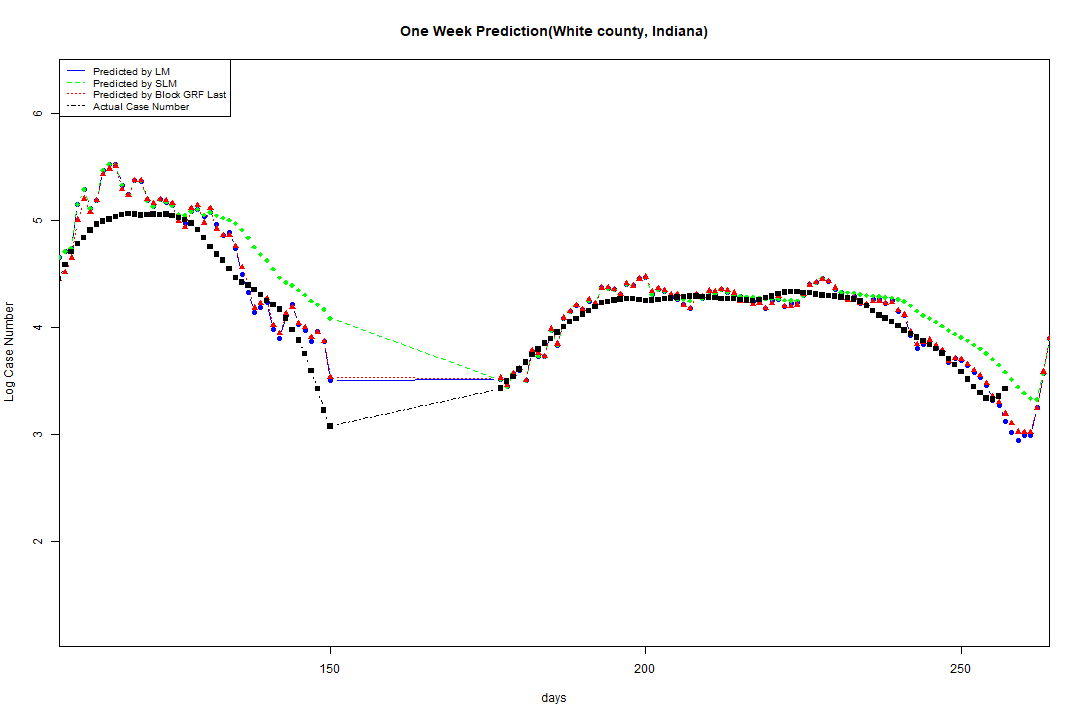 One Week Prediction(White county, Indiana)
Predicted by LM
Predicted by SLM
Predicted by Block GRF Last
Actual Case Number
6
5
4
3
2
Log Case Number
150
200
250
days